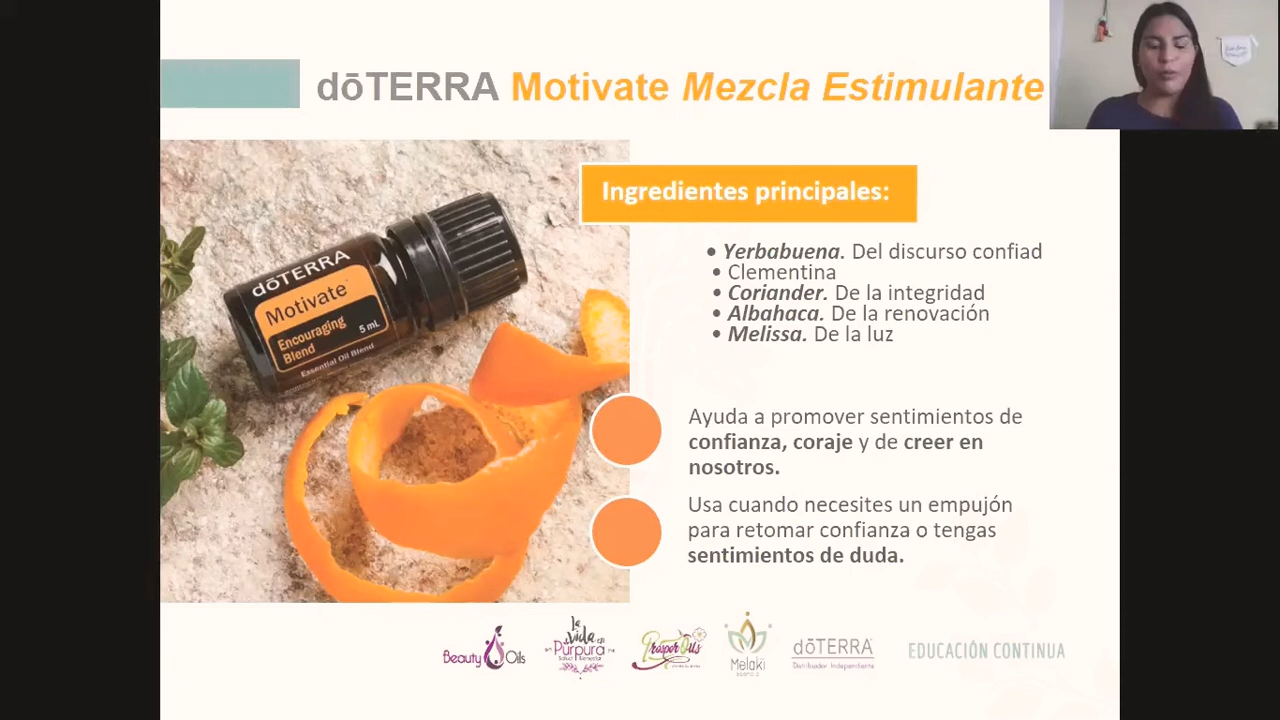 dōTERRA Motivate Mezcla Estimulante
Ingredientes principales:
• Yerbabuena. Del discurso confiad
• Clementina
• Coriander. De la integridad
• Albahaca. De la renovación
• Melissa. De la luz
dōTERRA
Motivate
Encouraging
Blend
5 mL
Essential Oil Blend
Ayuda a promover sentimientos de
confianza, coraje y de creer en
nosotros.
Usa cuando necesites un empujón
para retomar confianza o tengas
sentimientos de duda.
Beauty Oils
la
vida en
Púrpura
Prosper Oils
Melaki
esencia
dōTERRA
Distribuidor Independiente
EDUCACIÓN CONTINUA